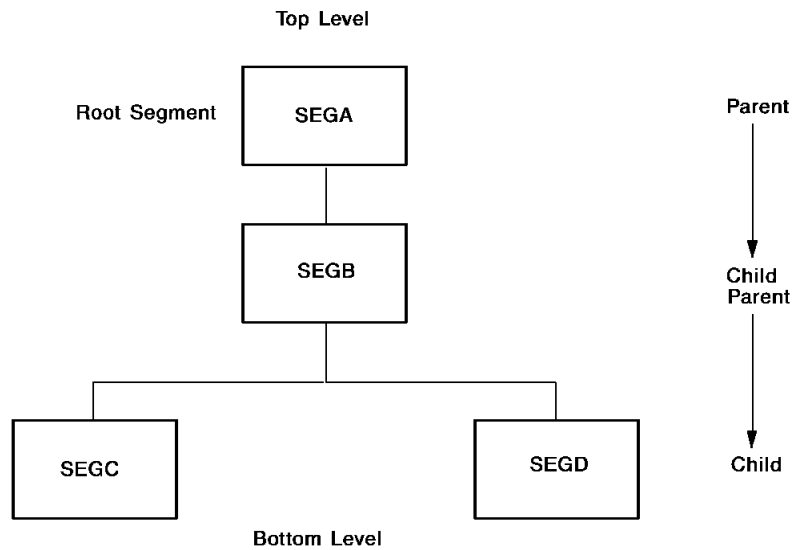 Top Level
Root Segment
SEGA
Parent
SEGB
Child
Parent
SEGC
SEGD
Child
Bottom Level